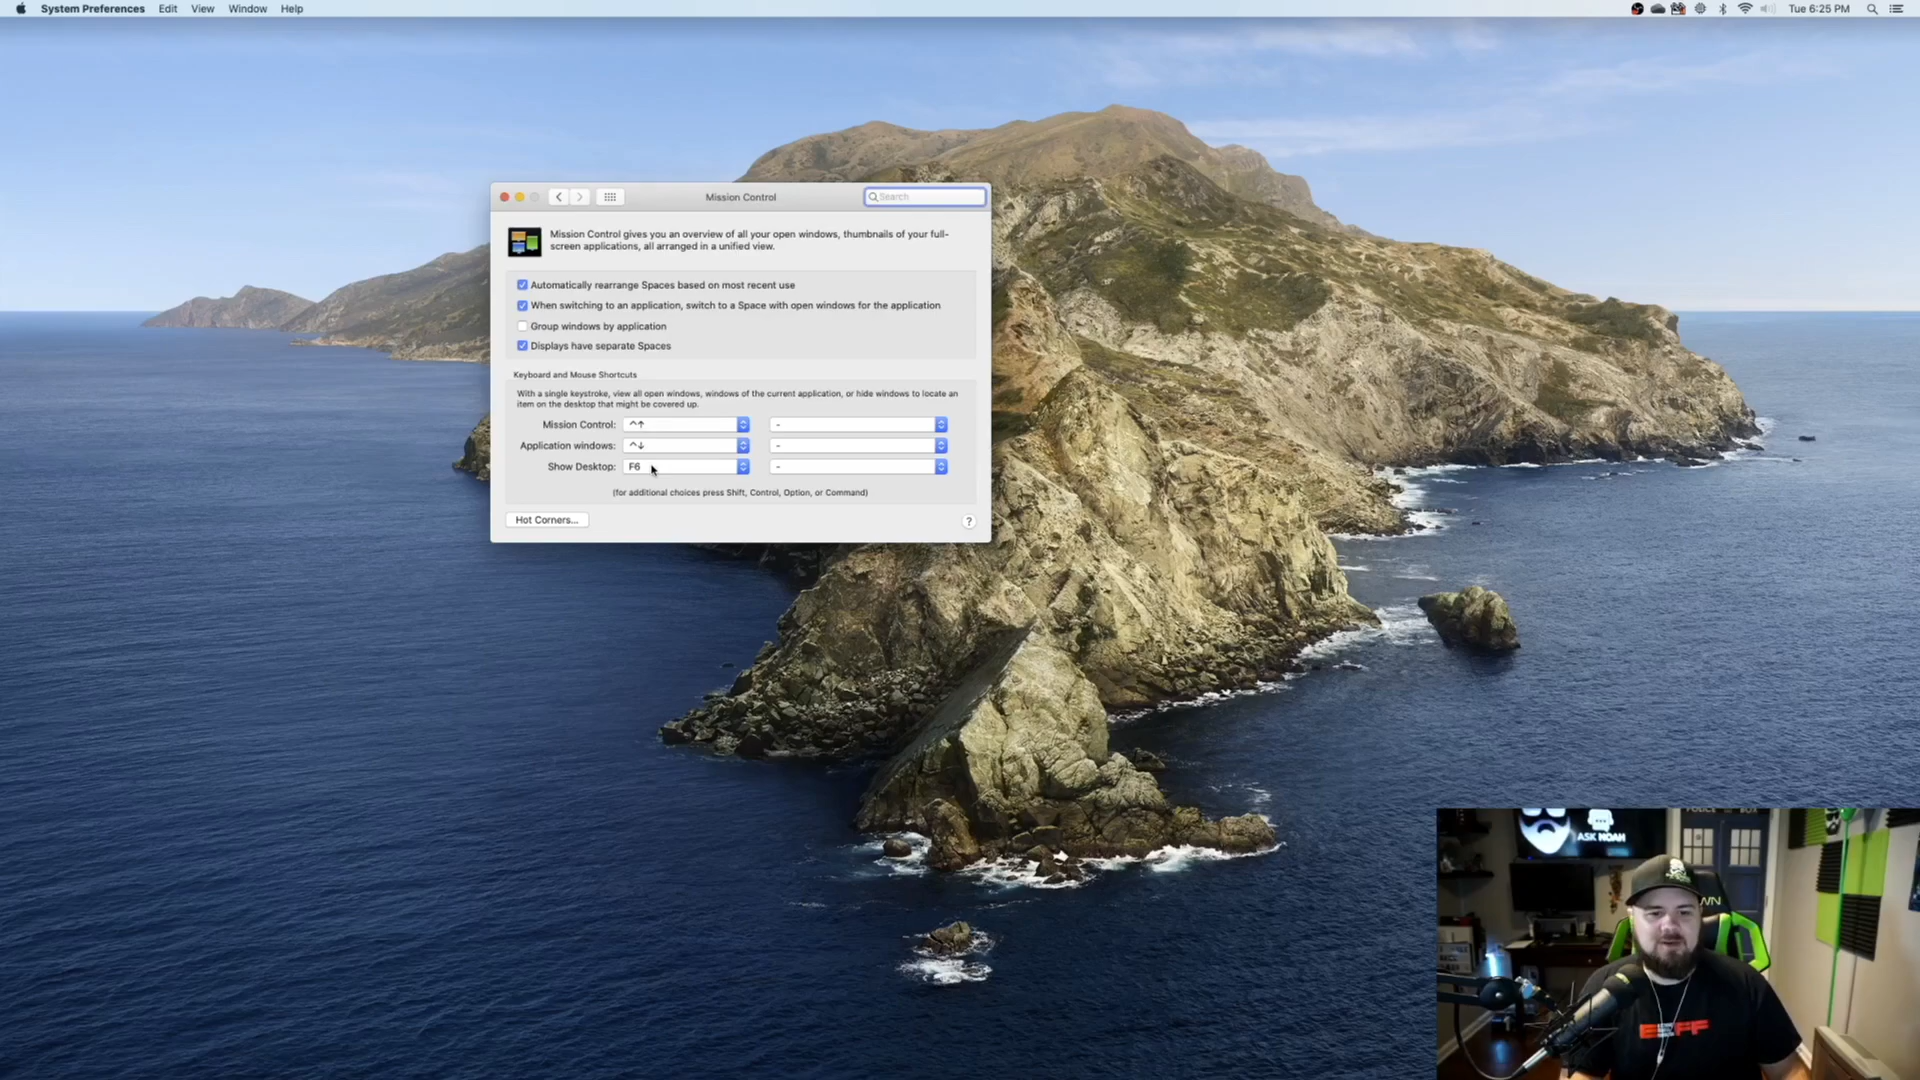 System Preferences Edit View Window Help
Tue 6:25 PM
Mission Control
Search
Mission Control gives you an overview of all your open windows, thumbnails of your full-
screen applications, all arranged in a unified view.
Automatically rearrange Spaces based on most recent use
When switching to an application, switch to a Space with open windows for the application
Group windows by application
Displays have separate Spaces
Keyboard and Mouse Shortcuts
With a single keystroke, view all open windows, windows of the current application, or hide windows to locate an
item on the desktop that might be covered up.
Mission Control: ^↑ -
Application windows: ^↓ -
Show Desktop: F6 -
(for additional choices press Shift, Control, Option, or Command)
Hot Corners... ?
POLICE BOX
ASK NOAH